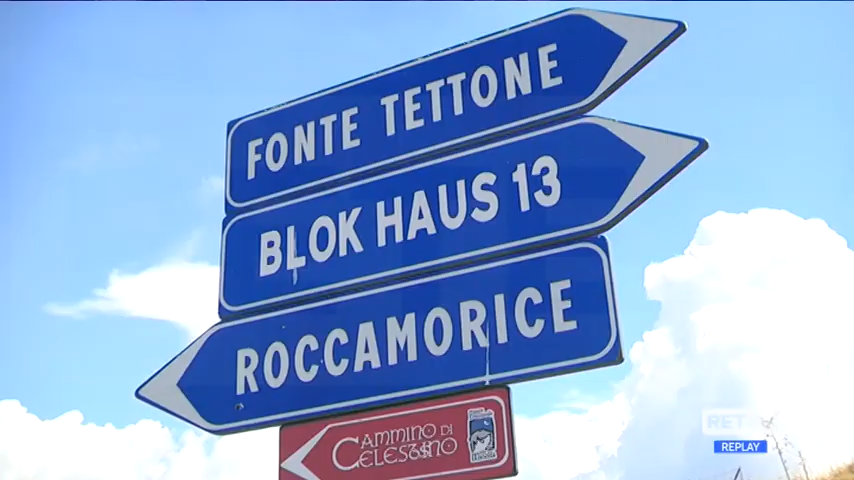 FONTE TETTONE
BLOK HAUS 13
ROCCAMORICE
CAMMINO DI
CELESTINO
REPLAY